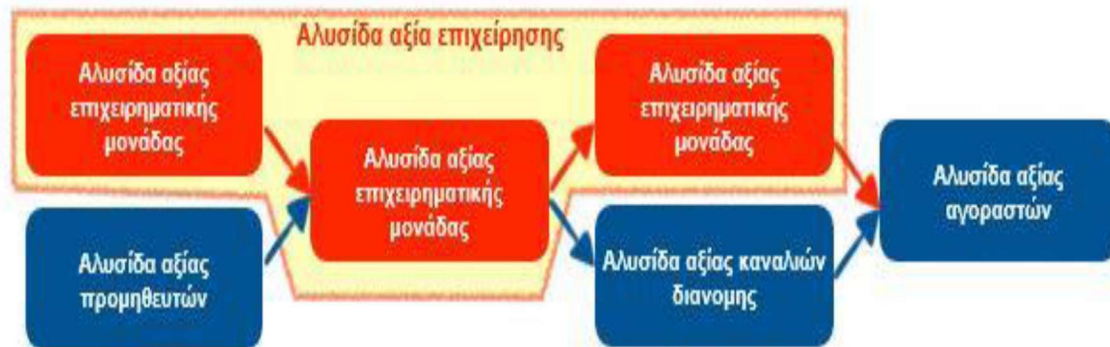 Αλυσίδα αξία επιχείρησης
Αλυσίδα αξίας
επιχειρηματικής
μονάδας
Αλυσίδα αξίας
προμηθευτών
Αλυσίδα αξίας
επιχειρηματικής
μονάδας
Αλυσίδα αξίας
επιχειρηματικής
μονάδας
Αλυσίδα αξίας καναλιών
διανομης
Αλυσίδα αξίας
αγοραστών